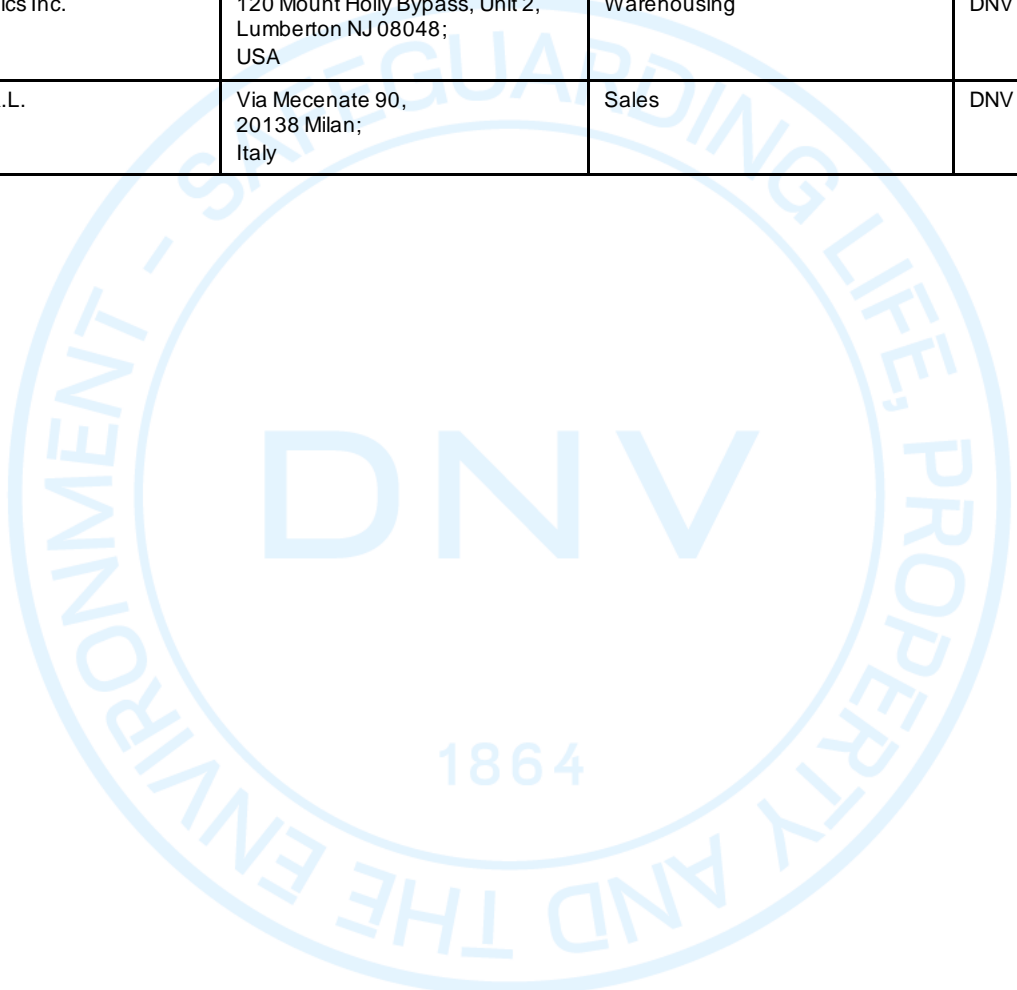 ics Inc.
120 Mount Holly Bypass, Unit 2,
Lumberton NJ 08048;
USA
Warehousing
DNV
.L.
Via Mecenate 90,
20138 Milan;
Italy
Sales
DNV
SAFEGUARDING LIFE, PROPERTY AND THE ENVIRONMENT -
DNV
1864